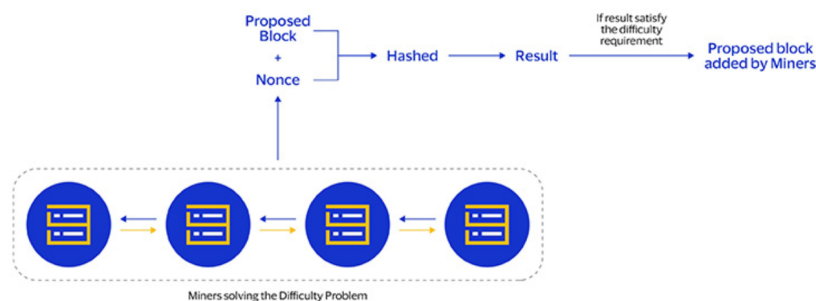 Proposed
Block
+
Nonce
Hashed
Result
If result satisfy
the difficulty
requirement
Proposed block
added by Miners
Miners solving the Difficulty Problem